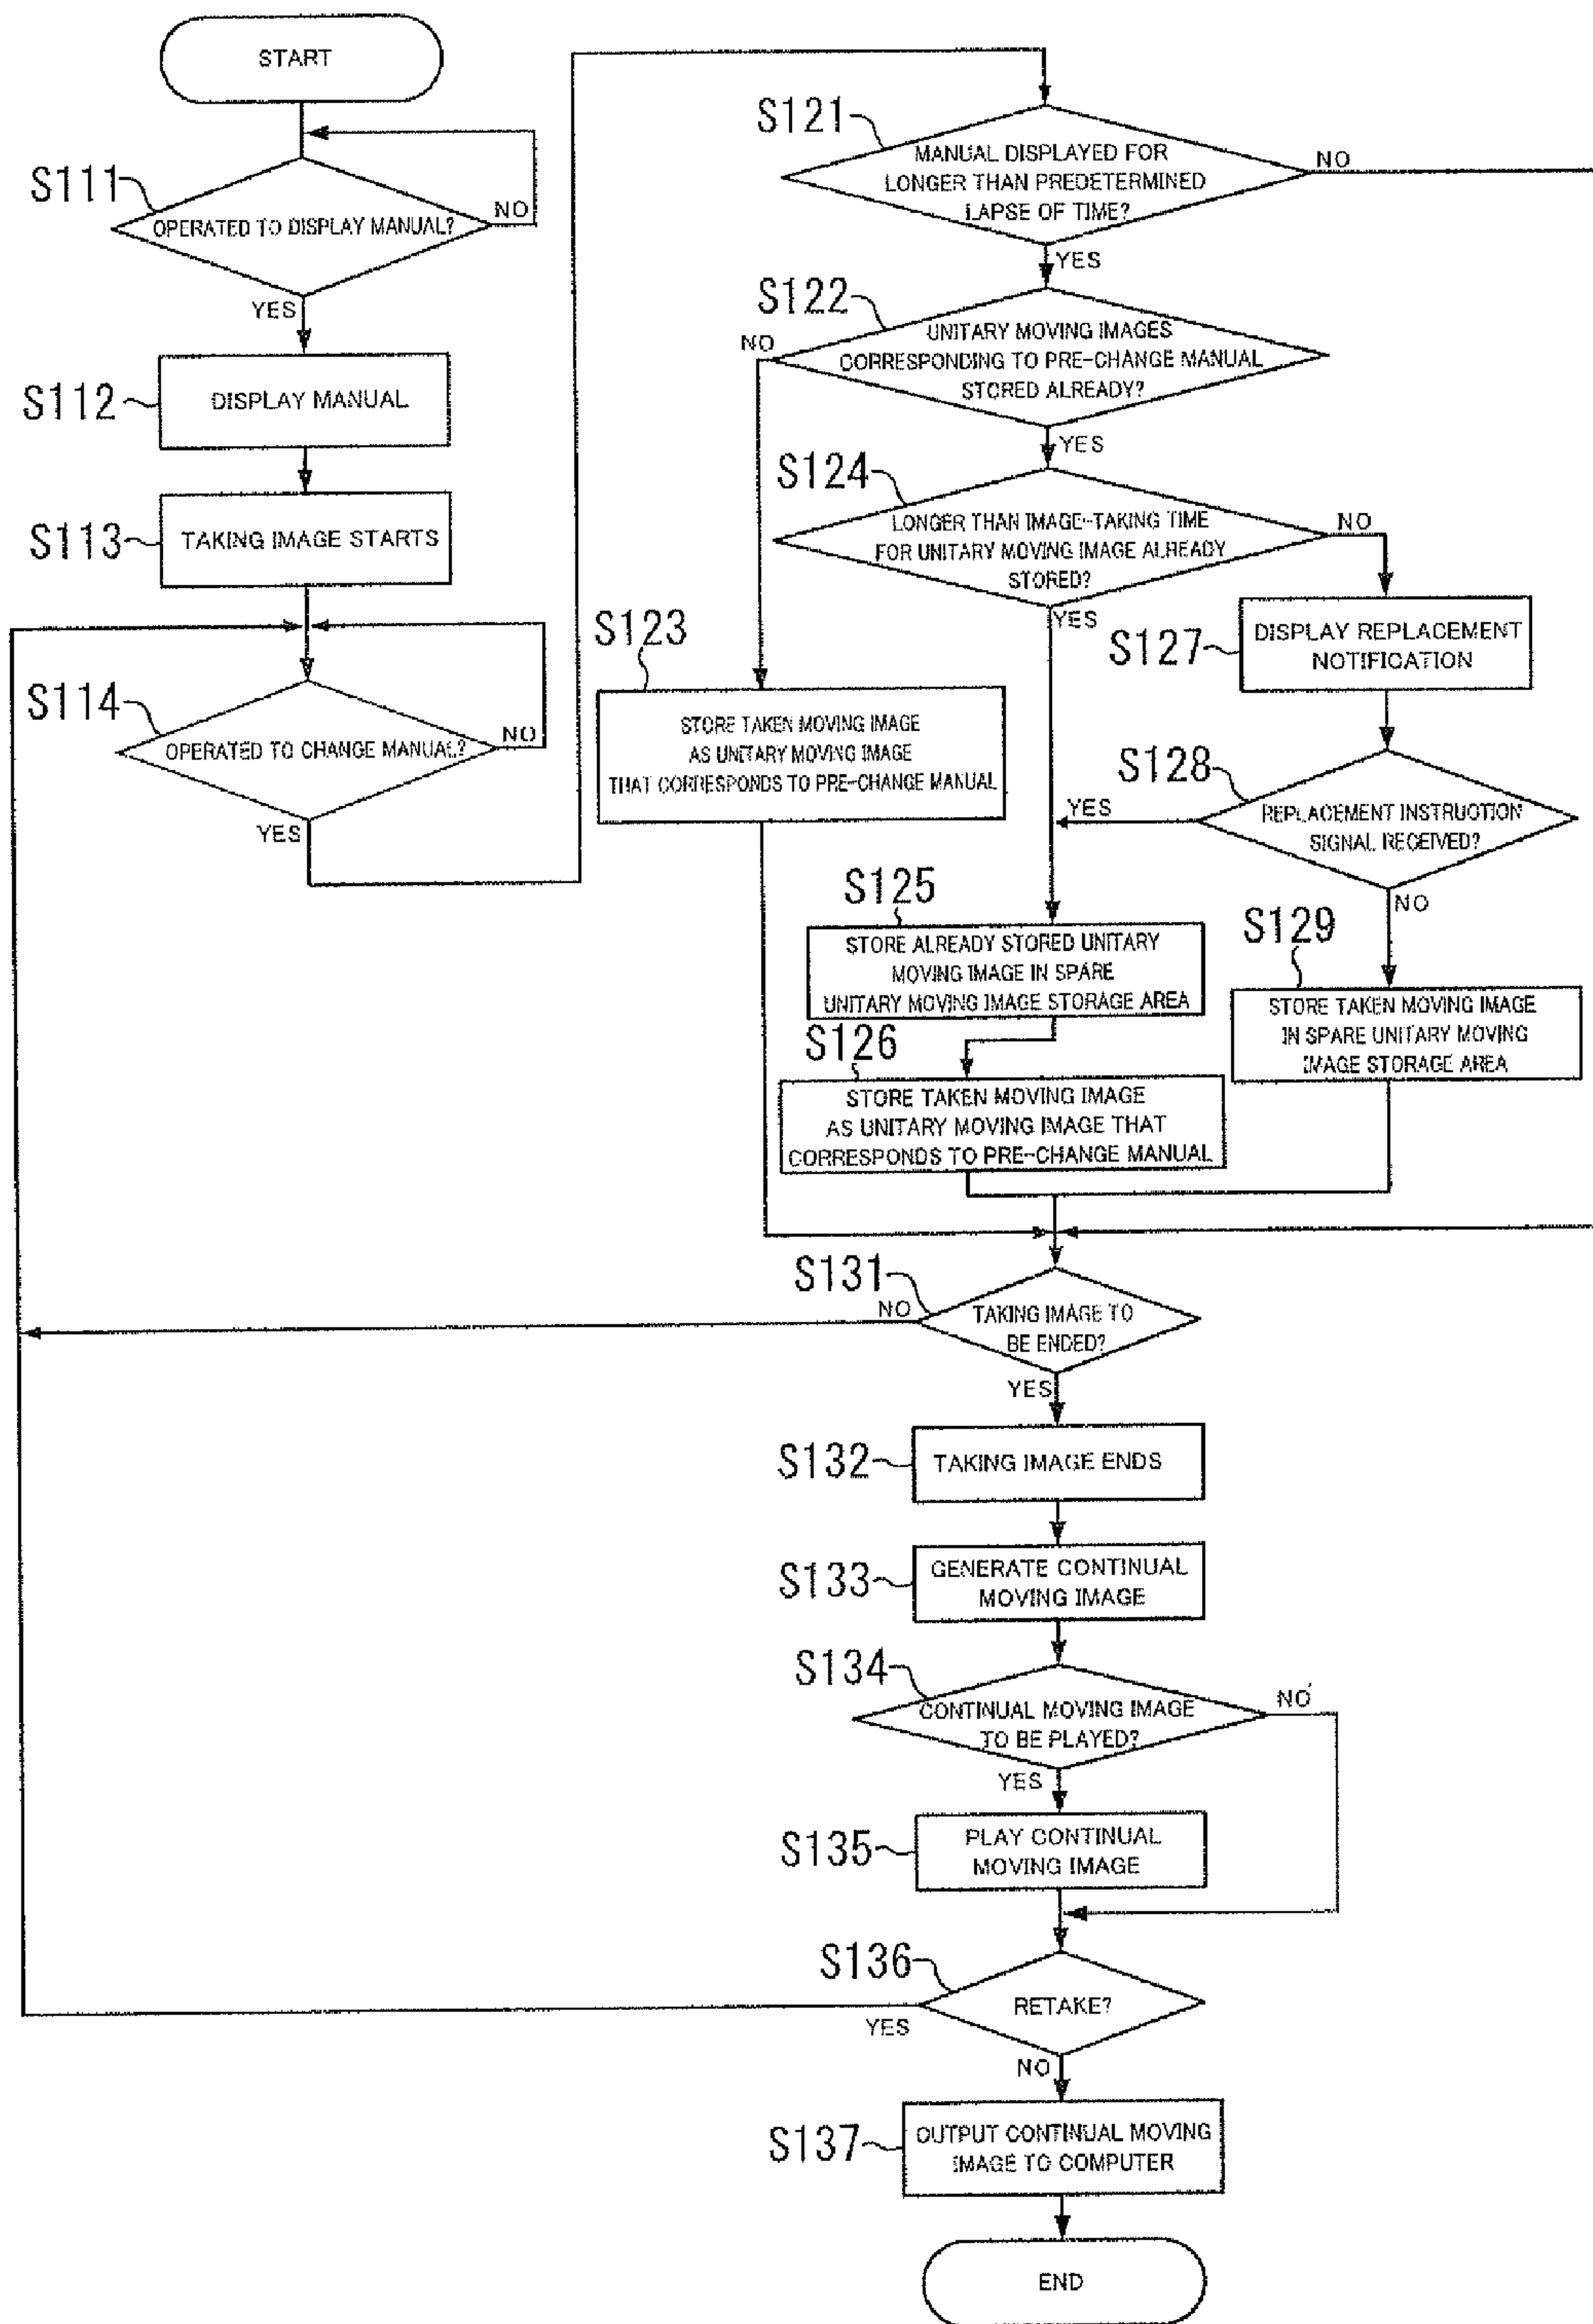 START
S111
OPERATED TO DISPLAY MANUAL?
NO
YES
S112
DISPLAY MANUAL
S113
TAKING IMAGE STARTS
S114
OPERATED TO CHANGE MANUAL?
NO
YES
S121
MANUAL DISPLAYED FOR
LONGER THAN PREDETERMINED
LAPSE OF TIME?
NO
YES
S122
UNITARY MOVING IMAGES
CORRESPONDING TO PRE-CHANGE MANUAL
STORED ALREADY?
NO
YES
S123
STORE TAKEN MOVING IMAGE
AS UNITARY MOVING IMAGE
THAT CORRESPONDS TO PRE-CHANGE MANUAL
S124
LONGER THAN IMAGE-TAKING TIME
FOR UNITARY MOVING IMAGE ALREADY
STORED?
NO
YES
S127
DISPLAY REPLACEMENT
NOTIFICATION
S128
REPLACEMENT INSTRUCTION
SIGNAL RECEIVED?
YES
NO
S125
STORE ALREADY STORED UNITARY
MOVING IMAGE IN SPARE
UNITARY MOVING IMAGE STORAGE AREA
S126
STORE TAKEN MOVING IMAGE
AS UNITARY MOVING IMAGE THAT
CORRESPONDS TO PRE-CHANGE MANUAL
S129
STORE TAKEN MOVING IMAGE
IN SPARE UNITARY MOVING
IMAGE STORAGE AREA
S131
TAKING IMAGE TO
BE ENDED?
NO
YES
S132
TAKING IMAGE ENDS
S133
GENERATE CONTINUAL
MOVING IMAGE
S134
CONTINUAL MOVING IMAGE
TO BE PLAYED?
NO
YES
S135
PLAY CONTINUAL
MOVING IMAGE
S136
RETAKE?
YES
NO
S137
OUTPUT CONTINUAL MOVING
IMAGE TO COMPUTER
END